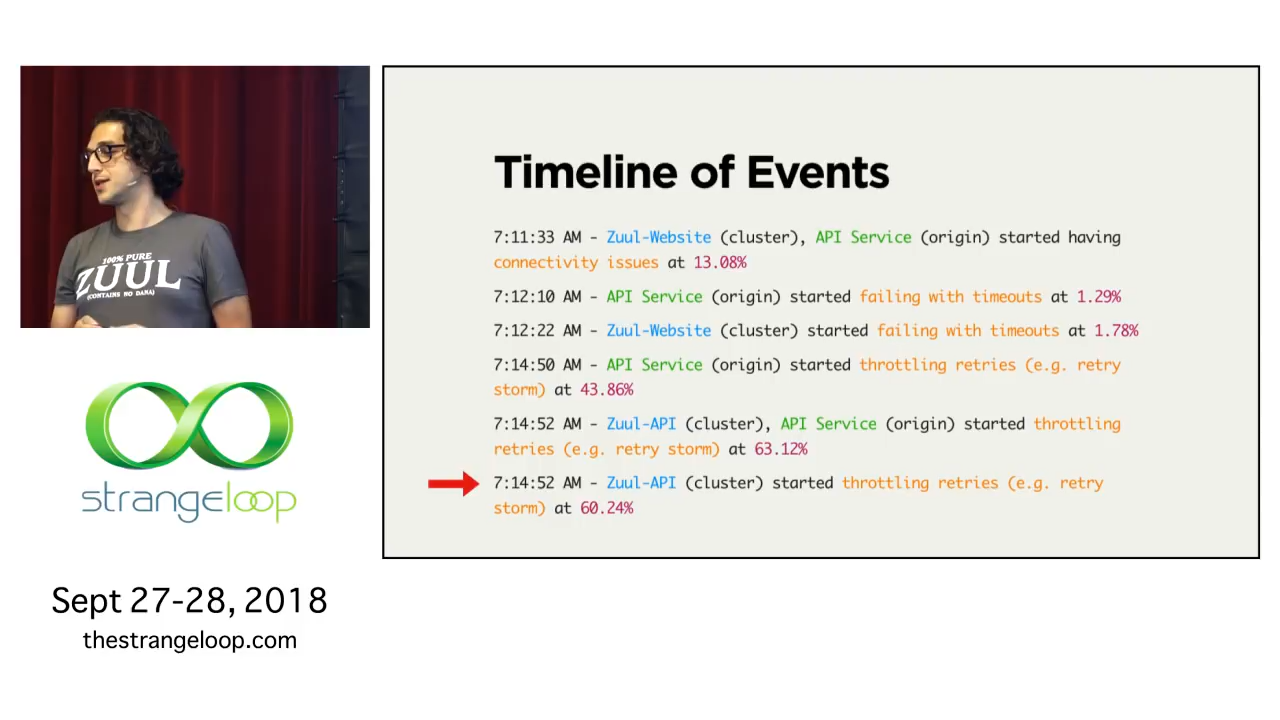 100% PURE
ZUUL
(CONTAINS NO DANA)
strangeloop
Sept 27-28, 2018
thestrangeloop.com
Timeline of Events
7:11:33 AM - Zuul-Website (cluster), API Service (origin) started having
connectivity issues at 13.08%
7:12:10 AM - API Service (origin) started failing with timeouts at 1.29%
7:12:22 AM - Zuul-Website (cluster) started failing with timeouts at 1.78%
7:14:50 AM - API Service (origin) started throttling retries (e.g. retry
storm) at 43.86%
7:14:52 AM - Zuul-API (cluster), API Service (origin) started throttling
retries (e.g. retry storm) at 63.12%
7:14:52 AM - Zuul-API (cluster) started throttling retries (e.g. retry
storm) at 60.24%